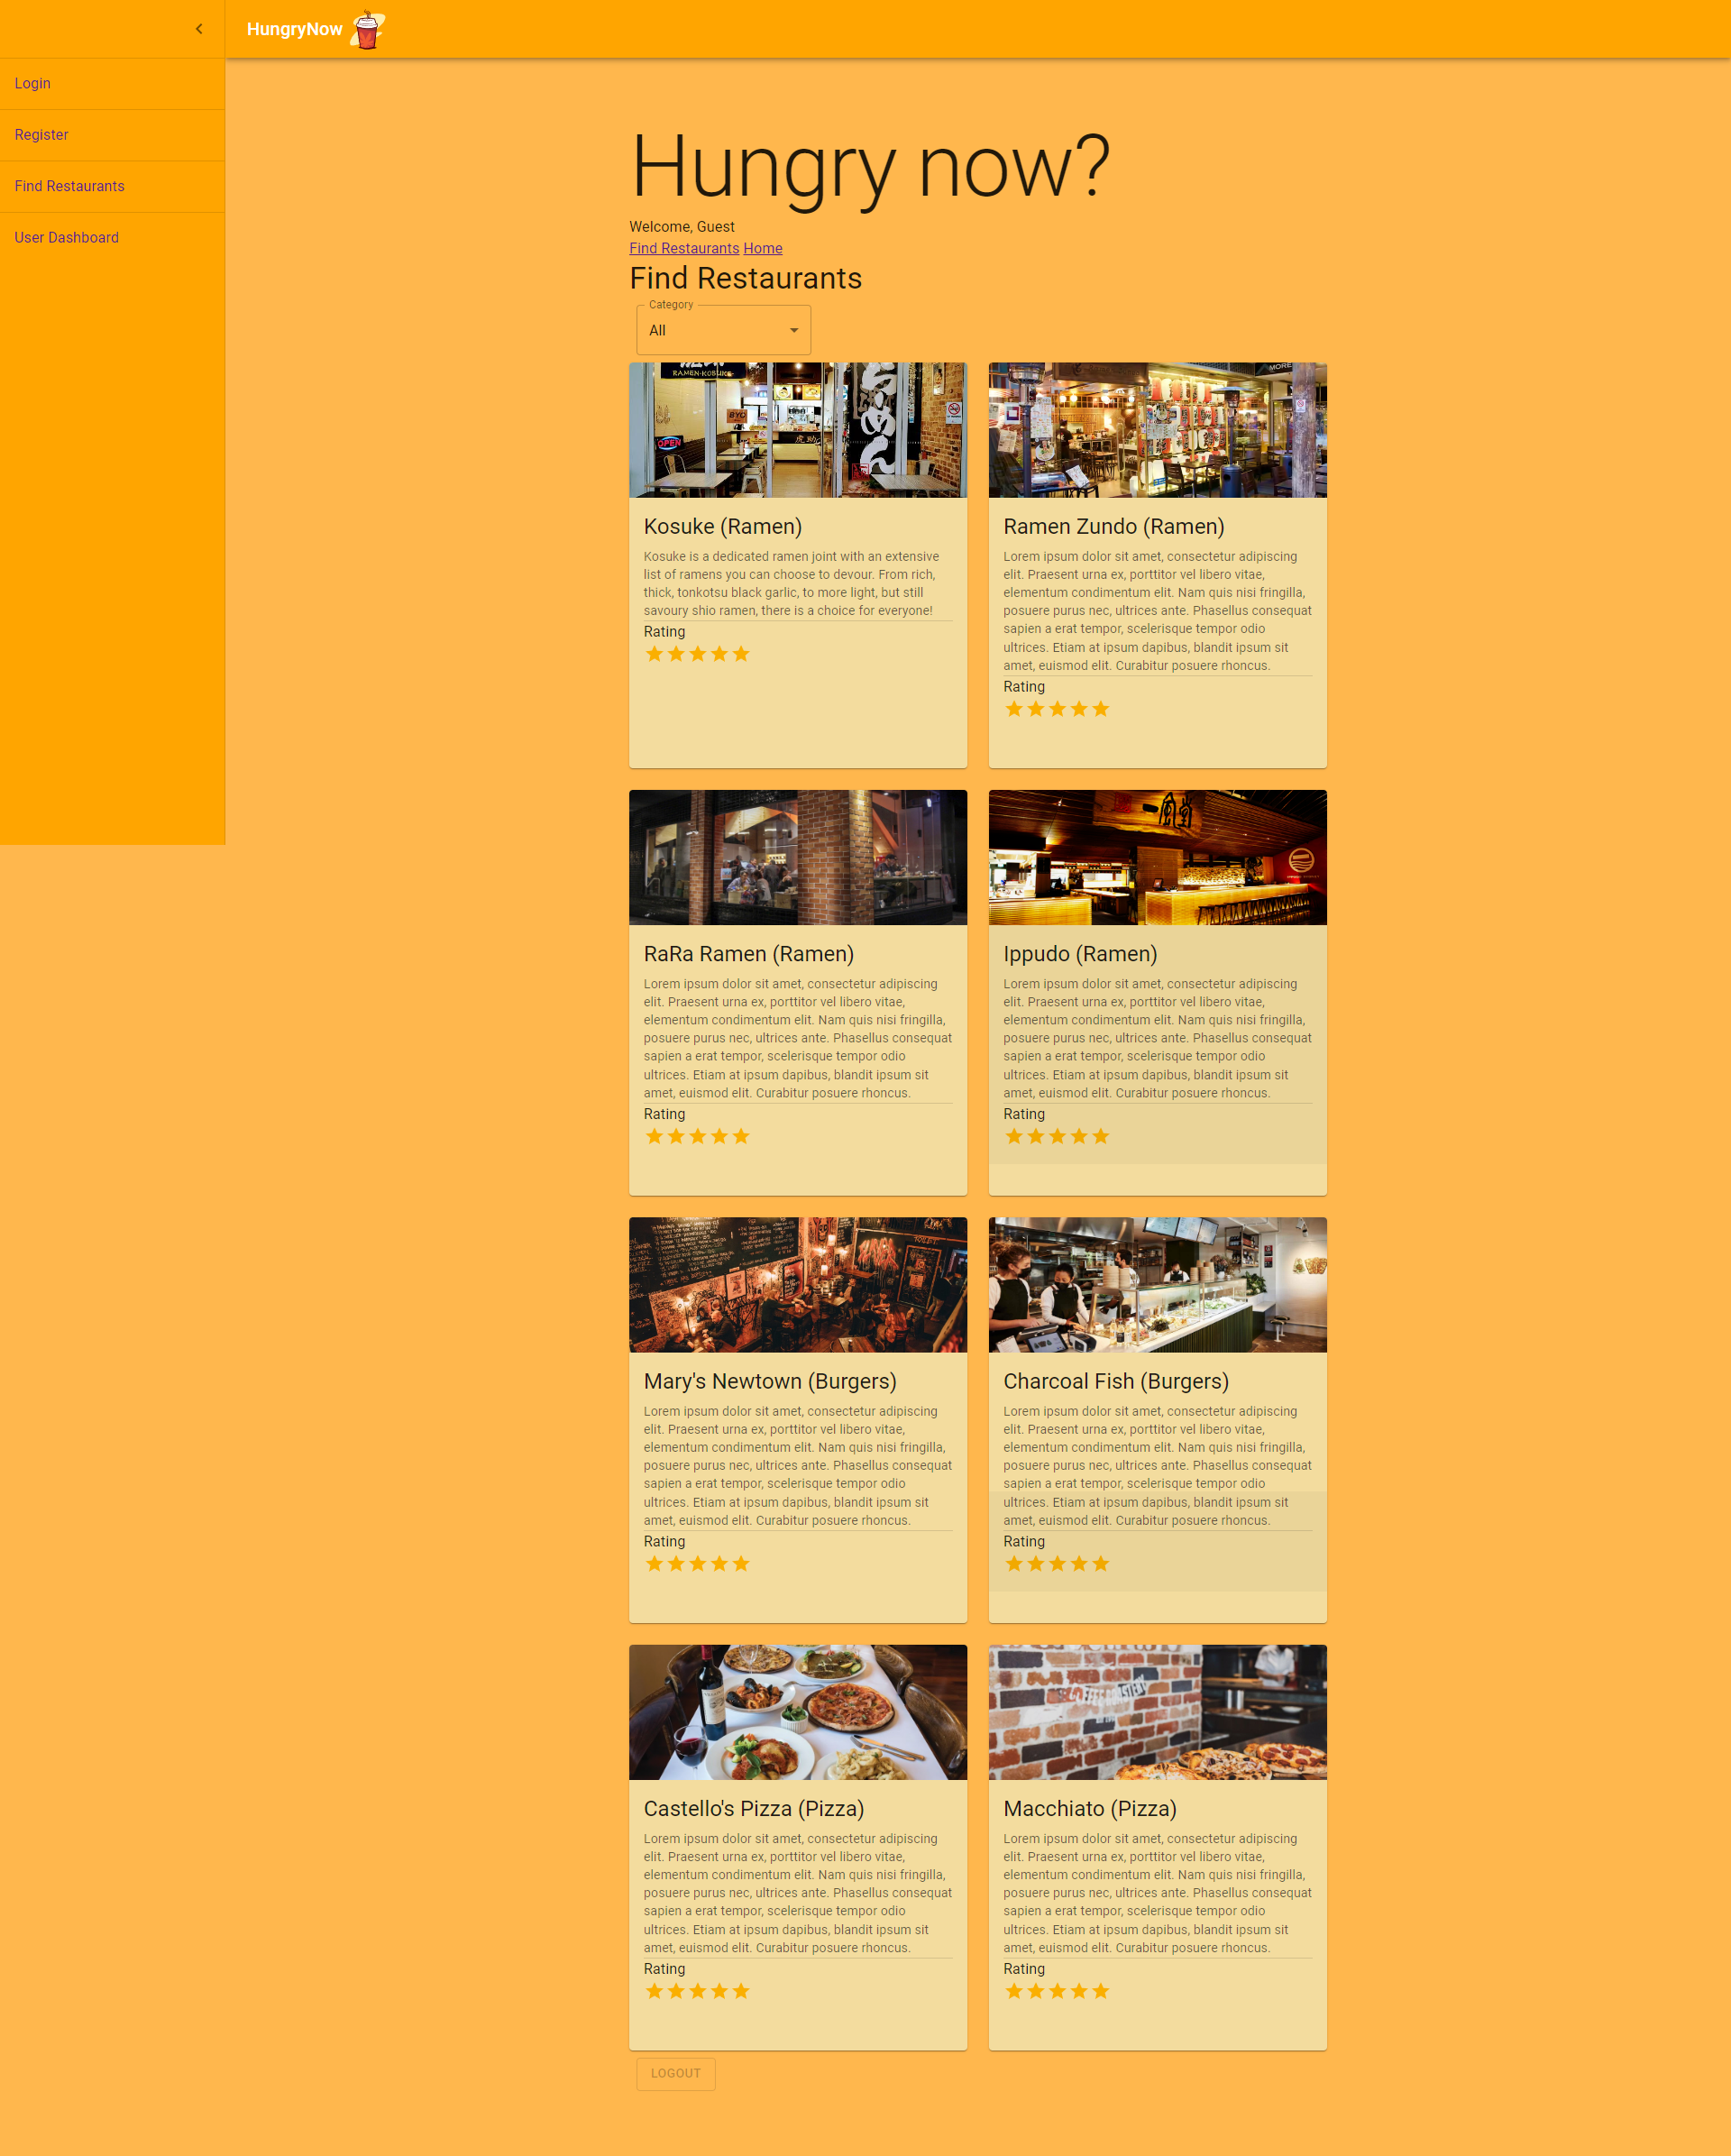 HungryNow
Login
Register
Find Restaurants
User Dashboard
Hungry now?
Welcome, Guest
Find Restaurants Home
Find Restaurants
Category
All
RAMEN-KOSUKE
BYO
OPEN
MORE
Kosuke (Ramen)
Kosuke is a dedicated ramen joint with an extensive
list of ramens you can choose to devour. From rich,
thick, tonkotsu black garlic, to more light, but still
savoury shio ramen, there is a choice for everyone!
Rating
Ramen Zundo (Ramen)
Lorem ipsum dolor sit amet, consectetur adipiscing
elit. Praesent urna ex, porttitor vel libero vitae,
elementum condimentum elit. Nam quis nisi fringilla,
posuere purus nec, ultrices ante. Phasellus consequat
sapien a erat tempor, scelerisque tempor odio
ultrices. Etiam at ipsum dapibus, blandit ipsum sit
amet, euismod elit. Curabitur posuere rhoncus.
Rating
RaRa Ramen (Ramen)
Lorem ipsum dolor sit amet, consectetur adipiscing
elit. Praesent urna ex, porttitor vel libero vitae,
elementum condimentum elit. Nam quis nisi fringilla,
posuere purus nec, ultrices ante. Phasellus consequat
sapien a erat tempor, scelerisque tempor odio
ultrices. Etiam at ipsum dapibus, blandit ipsum sit
amet, euismod elit. Curabitur posuere rhoncus.
Rating
Ippudo (Ramen)
Lorem ipsum dolor sit amet, consectetur adipiscing
elit. Praesent urna ex, porttitor vel libero vitae,
elementum condimentum elit. Nam quis nisi fringilla,
posuere purus nec, ultrices ante. Phasellus consequat
sapien a erat tempor, scelerisque tempor odio
ultrices. Etiam at ipsum dapibus, blandit ipsum sit
amet, euismod elit. Curabitur posuere rhoncus.
Rating
Mary's Newtown (Burgers)
Lorem ipsum dolor sit amet, consectetur adipiscing
elit. Praesent urna ex, porttitor vel libero vitae,
elementum condimentum elit. Nam quis nisi fringilla,
posuere purus nec, ultrices ante. Phasellus consequat
sapien a erat tempor, scelerisque tempor odio
ultrices. Etiam at ipsum dapibus, blandit ipsum sit
amet, euismod elit. Curabitur posuere rhoncus.
Rating
Charcoal Fish (Burgers)
Lorem ipsum dolor sit amet, consectetur adipiscing
elit. Praesent urna ex, porttitor vel libero vitae,
elementum condimentum elit. Nam quis nisi fringilla,
posuere purus nec, ultrices ante. Phasellus consequat
sapien a erat tempor, scelerisque tempor odio
ultrices. Etiam at ipsum dapibus, blandit ipsum sit
amet, euismod elit. Curabitur posuere rhoncus.
Rating
Castello's Pizza (Pizza)
Lorem ipsum dolor sit amet, consectetur adipiscing
elit. Praesent urna ex, porttitor vel libero vitae,
elementum condimentum elit. Nam quis nisi fringilla,
posuere purus nec, ultrices ante. Phasellus consequat
sapien a erat tempor, scelerisque tempor odio
ultrices. Etiam at ipsum dapibus, blandit ipsum sit
amet, euismod elit. Curabitur posuere rhoncus.
Rating
Macchiato (Pizza)
Lorem ipsum dolor sit amet, consectetur adipiscing
elit. Praesent urna ex, porttitor vel libero vitae,
elementum condimentum elit. Nam quis nisi fringilla,
posuere purus nec, ultrices ante. Phasellus consequat
sapien a erat tempor, scelerisque tempor odio
ultrices. Etiam at ipsum dapibus, blandit ipsum sit
amet, euismod elit. Curabitur posuere rhoncus.
Rating
LOGOUT